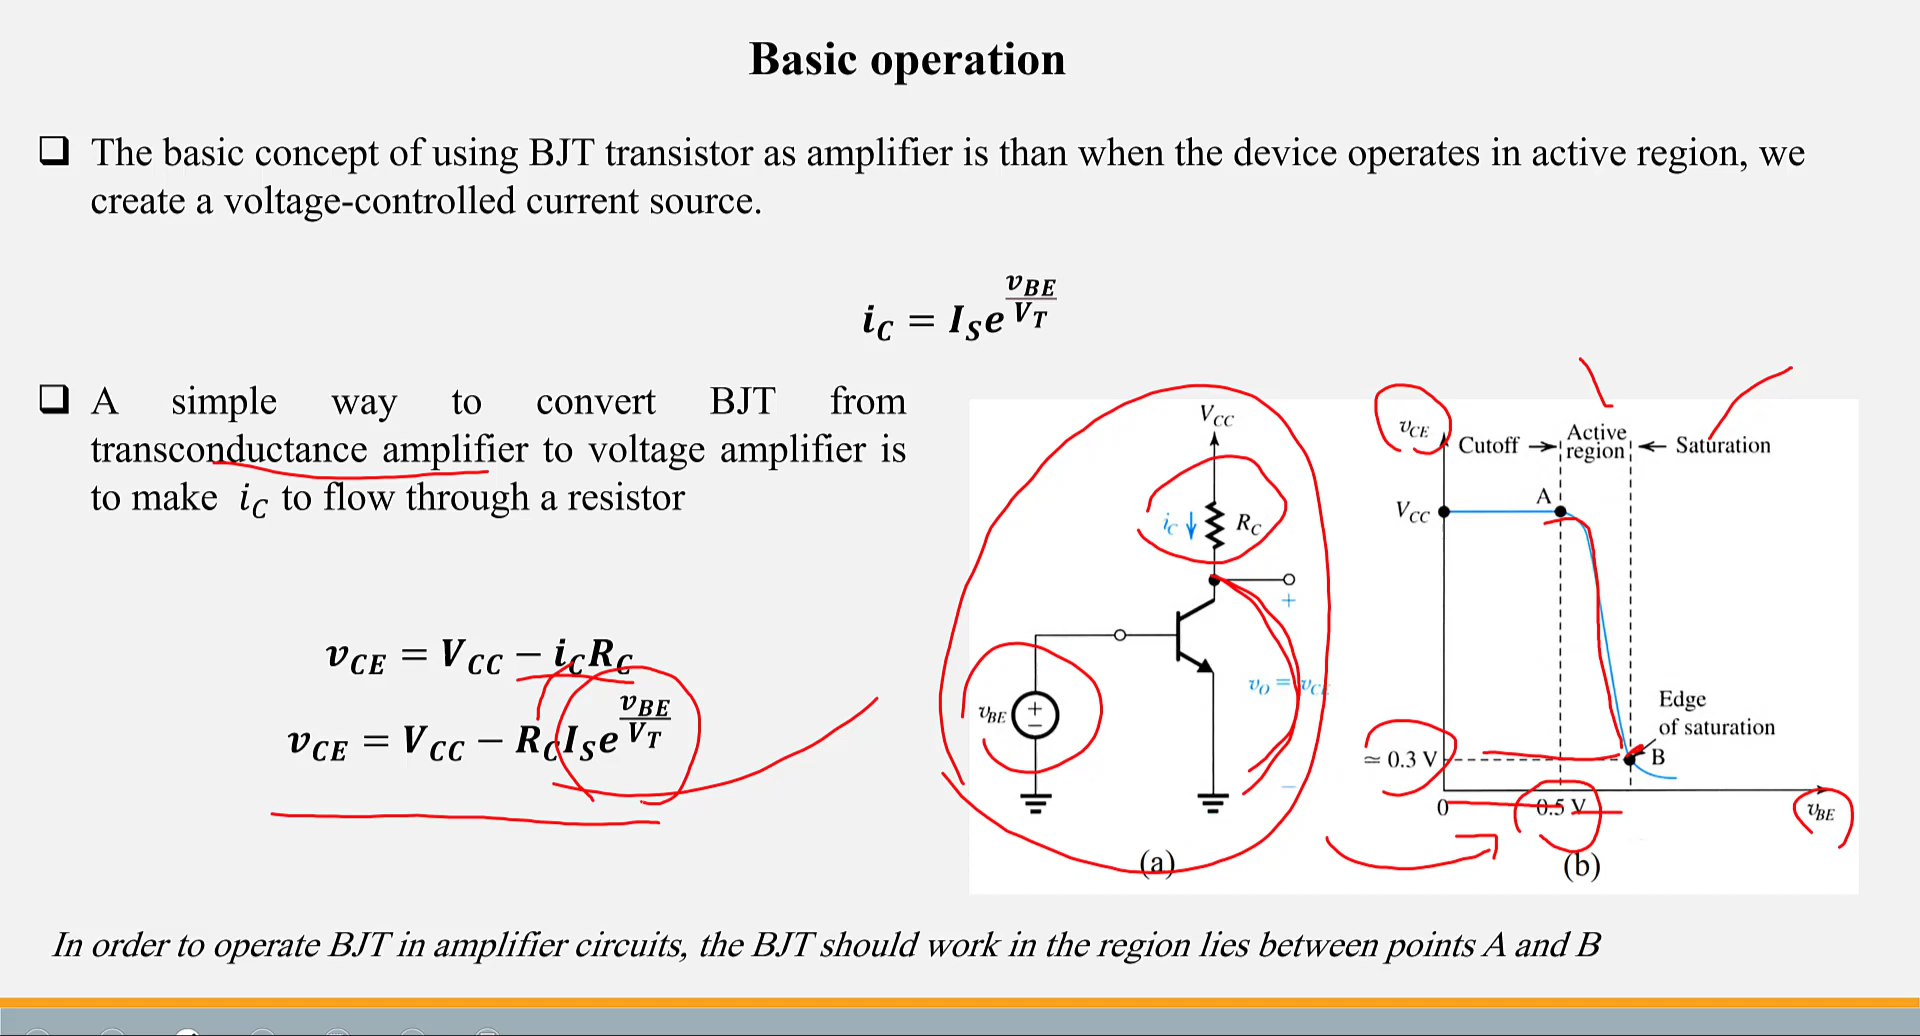 Basic operation
❑ The basic concept of using BJT transistor as amplifier is than when the device operates in active region, we
create a voltage-controlled current source.
i_C = I_S e^(v_BE/V_T)
❑ A simple way to convert BJT from
transconductance amplifier to voltage amplifier is
to make i_C to flow through a resistor
v_CE = V_CC − i_C R_C
v_CE = V_CC − R_C I_S e^(v_BE/V_T)
V_CC
i_C ↓ R_C
+
v_BE + −
v_O = v_CE
−
(a)
v_CE
Cutoff → Active region ← Saturation
A
V_CC
Edge
of saturation
≃ 0.3 V
B
0
0.5 V
v_BE
(b)
In order to operate BJT in amplifier circuits, the BJT should work in the region lies between points A and B